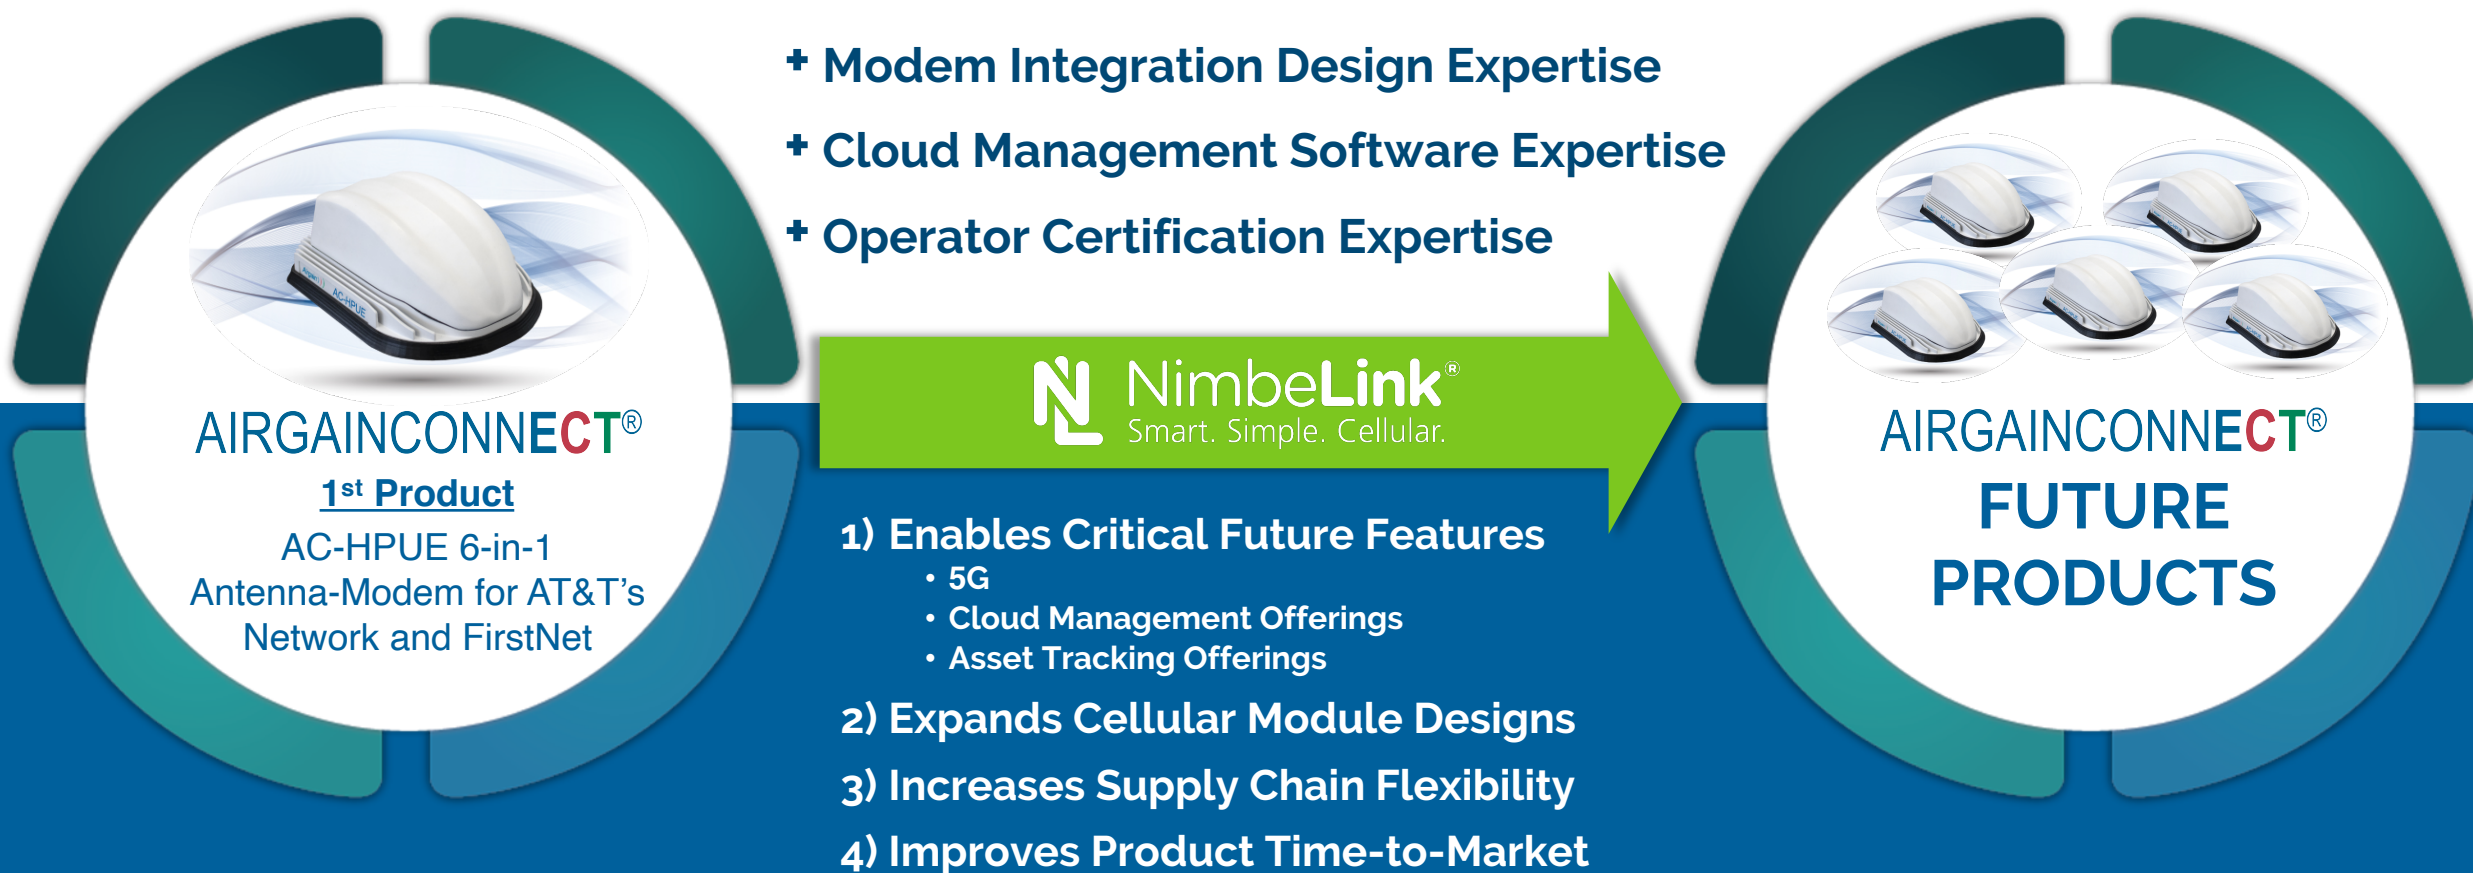 AC-HPUE
AIRGAINCONNECT®
1st Product
AC-HPUE 6-in-1
Antenna-Modem for AT&T’s
Network and FirstNet
+ Modem Integration Design Expertise
+ Cloud Management Software Expertise
+ Operator Certification Expertise
NL NimbeLink®
Smart. Simple. Cellular.
1) Enables Critical Future Features
• 5G
• Cloud Management Offerings
• Asset Tracking Offerings
2) Expands Cellular Module Designs
3) Increases Supply Chain Flexibility
4) Improves Product Time-to-Market
AIRGAINCONNECT®
FUTURE
PRODUCTS